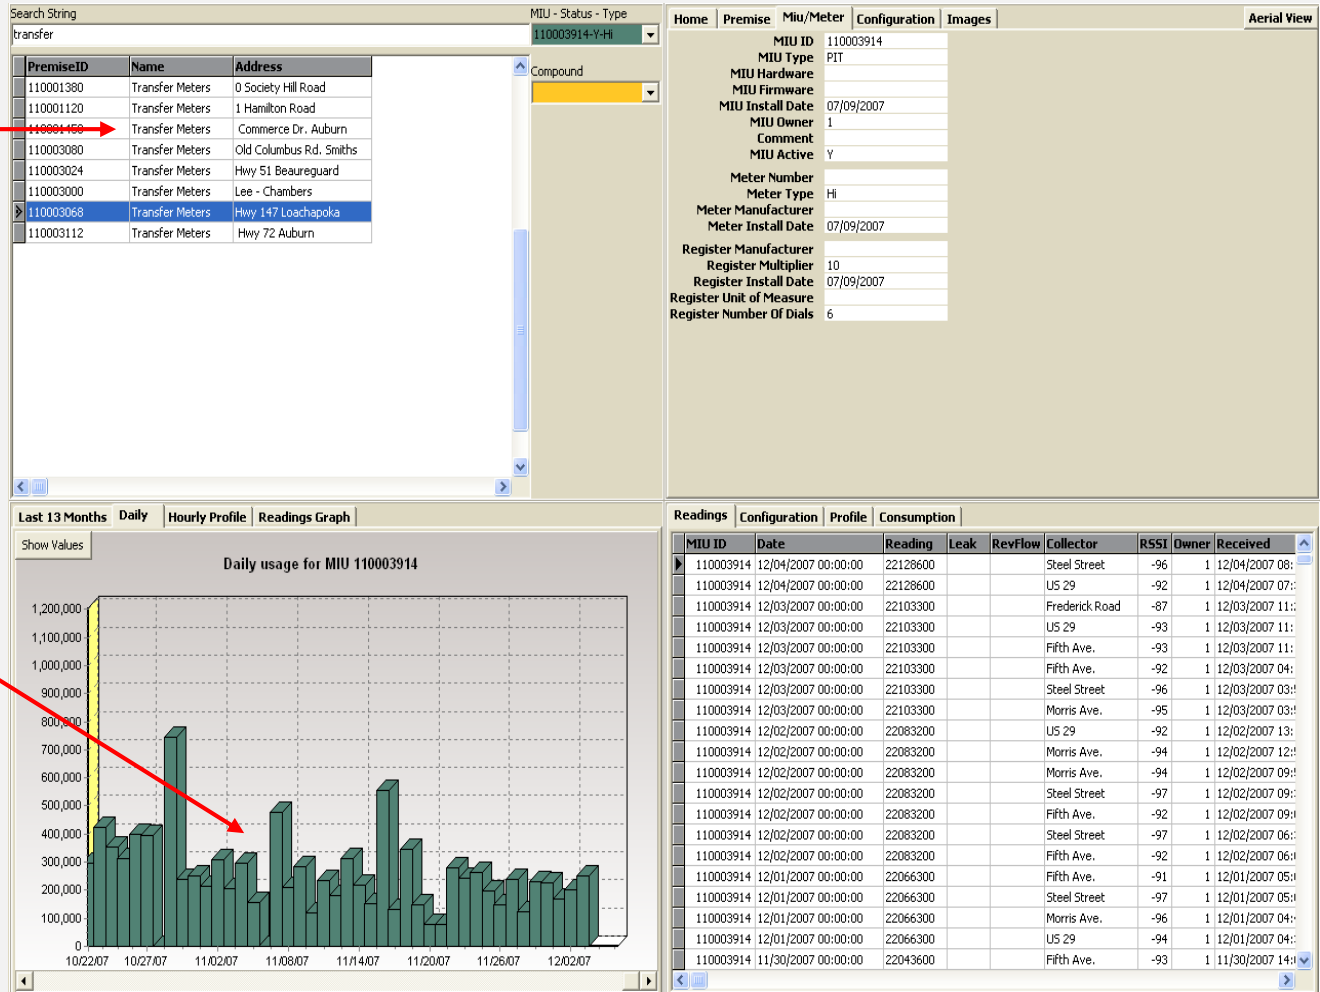 Search String
transfer
MIU - Status - Type
110003914-Y-Hi
Compound
PremiseID Name Address
110001380 Transfer Meters 0 Society Hill Road
110001120 Transfer Meters 1 Hamilton Road
Transfer Meters Commerce Dr. Auburn
110003080 Transfer Meters Old Columbus Rd. Smiths
110003024 Transfer Meters Hwy 51 Beaureguard
110003000 Transfer Meters Lee - Chambers
110003068 Transfer Meters Hwy 147 Loachapoka
110003112 Transfer Meters Hwy 72 Auburn
Home Premise Miu/Meter Configuration Images Aerial View
MIU ID 110003914
MIU Type PIT
MIU Hardware
MIU Firmware
MIU Install Date 07/09/2007
MIU Owner 1
Comment
MIU Active Y
Meter Number
Meter Type Hi
Meter Manufacturer
Meter Install Date 07/09/2007
Register Manufacturer
Register Multiplier 10
Register Install Date 07/09/2007
Register Unit of Measure
Register Number Of Dials 6
Last 13 Months Daily Hourly Profile Readings Graph
Show Values
Daily usage for MIU 110003914
1,200,000
1,100,000
1,000,000
900,000
800,000
700,000
600,000
500,000
400,000
300,000
200,000
100,000
0
10/22/07 10/27/07 11/02/07 11/08/07 11/14/07 11/20/07 11/26/07 12/02/07
Readings Configuration Profile Consumption
MIU ID Date Reading Leak RevFlow Collector RSSI Owner Received
110003914 12/04/2007 00:00:00 22128600 Steel Street -96 1 12/04/2007 08:
110003914 12/04/2007 00:00:00 22128600 US 29 -92 1 12/04/2007 07:
110003914 12/03/2007 00:00:00 22103300 Frederick Road -87 1 12/03/2007 11:
110003914 12/03/2007 00:00:00 22103300 US 29 -93 1 12/03/2007 11:
110003914 12/03/2007 00:00:00 22103300 Fifth Ave. -93 1 12/03/2007 11:
110003914 12/03/2007 00:00:00 22103300 Fifth Ave. -92 1 12/03/2007 04:
110003914 12/03/2007 00:00:00 22103300 Steel Street -96 1 12/03/2007 03:
110003914 12/03/2007 00:00:00 22103300 Morris Ave. -95 1 12/03/2007 03:
110003914 12/02/2007 00:00:00 22083200 US 29 -92 1 12/02/2007 13:
110003914 12/02/2007 00:00:00 22083200 Morris Ave. -94 1 12/02/2007 12:
110003914 12/02/2007 00:00:00 22083200 Morris Ave. -94 1 12/02/2007 09:
110003914 12/02/2007 00:00:00 22083200 Steel Street -97 1 12/02/2007 09:
110003914 12/02/2007 00:00:00 22083200 Fifth Ave. -92 1 12/02/2007 09:
110003914 12/02/2007 00:00:00 22083200 Steel Street -97 1 12/02/2007 06:
110003914 12/02/2007 00:00:00 22083200 Fifth Ave. -92 1 12/02/2007 06:
110003914 12/01/2007 00:00:00 22066300 Fifth Ave. -91 1 12/01/2007 05:
110003914 12/01/2007 00:00:00 22066300 Steel Street -97 1 12/01/2007 05:
110003914 12/01/2007 00:00:00 22066300 Morris Ave. -96 1 12/01/2007 04:
110003914 12/01/2007 00:00:00 22066300 US 29 -94 1 12/01/2007 04:
110003914 11/30/2007 00:00:00 22043600 Fifth Ave. -93 1 11/30/2007 14: